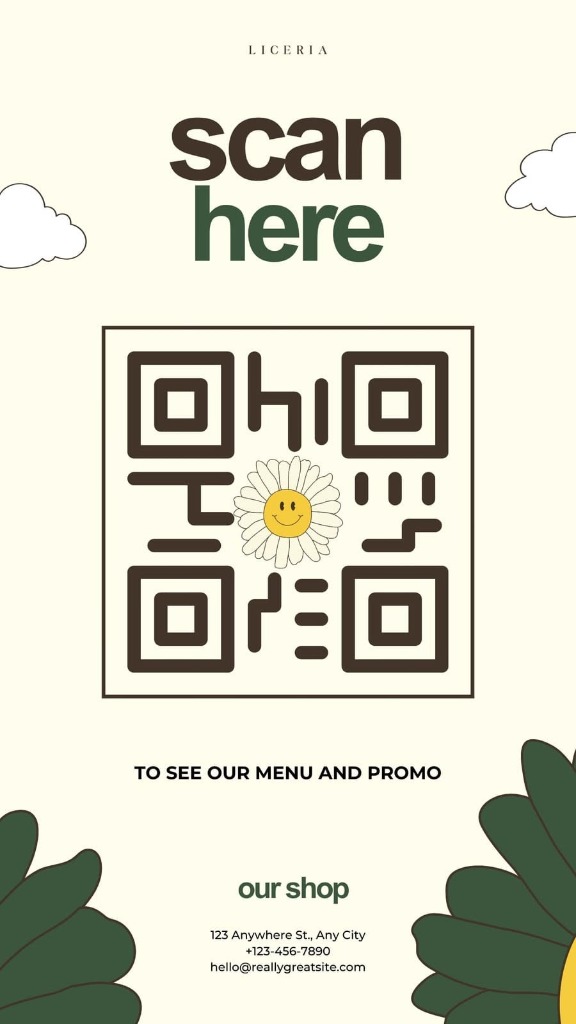 LICERIA
scan
here
TO SEE OUR MENU AND PROMO
our shop
123 Anywhere St., Any City
+123-456-7890
hello@reallygreatsite.com